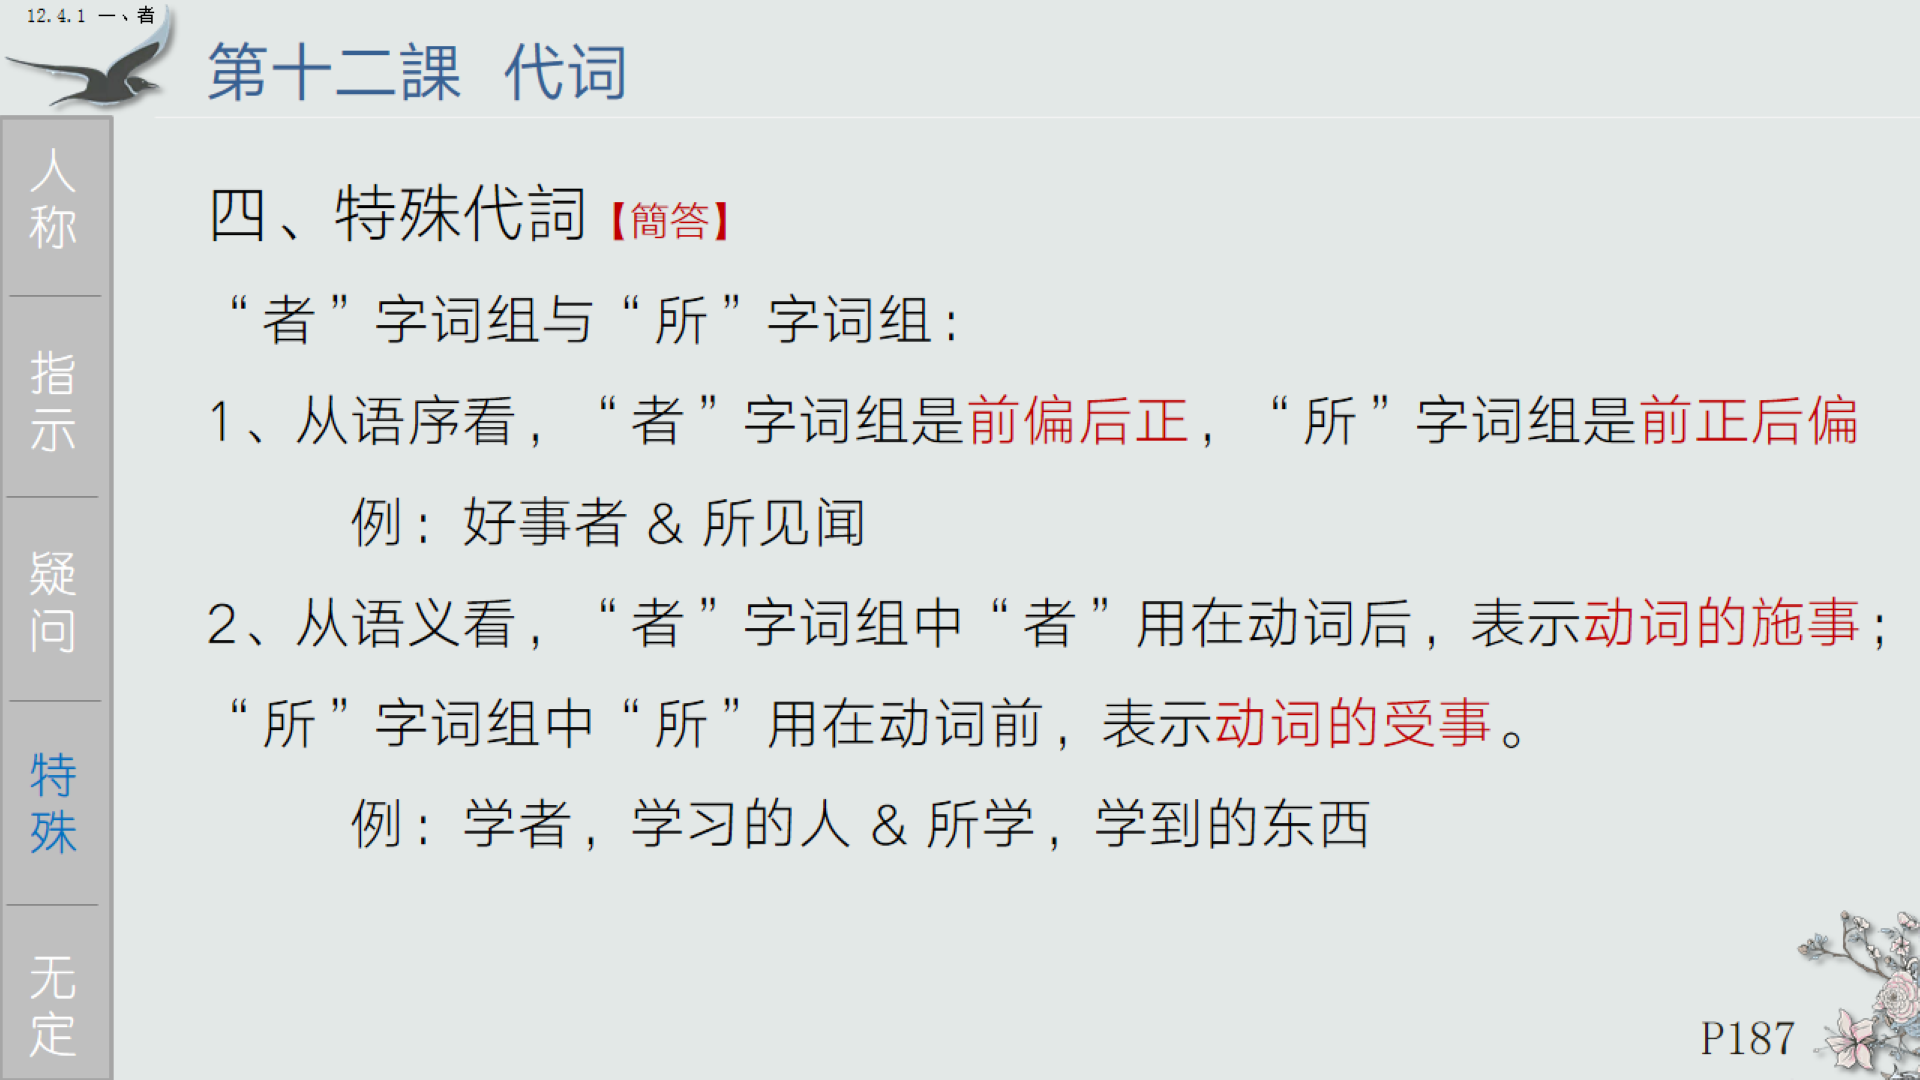 12.4.1 一、者
第十二課 代词
人称
指示
疑问
特殊
无定
四、特殊代詞【簡答】
“者”字词组与“所”字词组：
1、从语序看，“者”字词组是前偏后正，“所”字词组是前正后偏
例：好事者 & 所见闻
2、从语义看，“者”字词组中“者”用在动词后，表示动词的施事；
“所”字词组中“所”用在动词前，表示动词的受事。
例：学者，学习的人 & 所学，学到的东西
P187